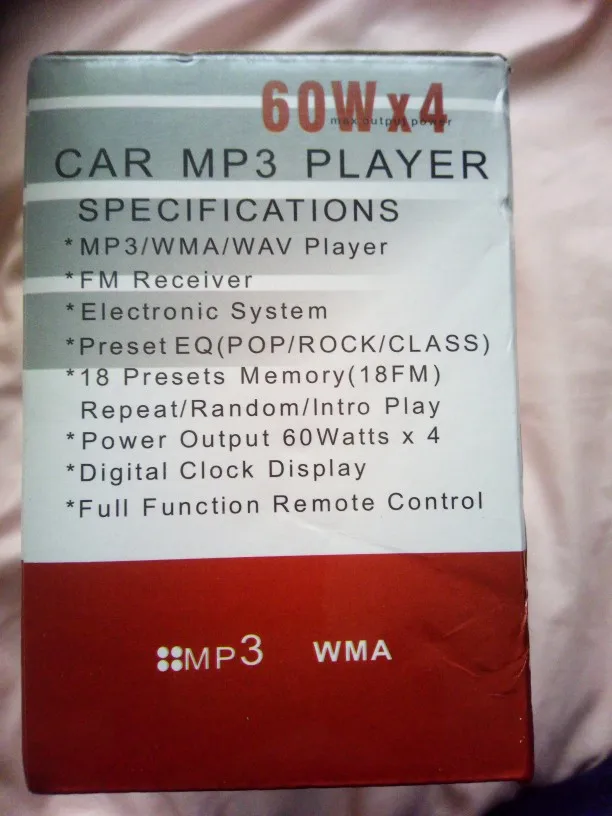 60Wx4
max output power
CAR MP3 PLAYER
SPECIFICATIONS
*MP3/WMA/WAV Player
*FM Receiver
*Electronic System
*Preset EQ(POP/ROCK/CLASS)
*18 Presets Memory(18FM)
Repeat/Random/Intro Play
*Power Output 60Watts x 4
*Digital Clock Display
*Full Function Remote Control
MP3 WMA